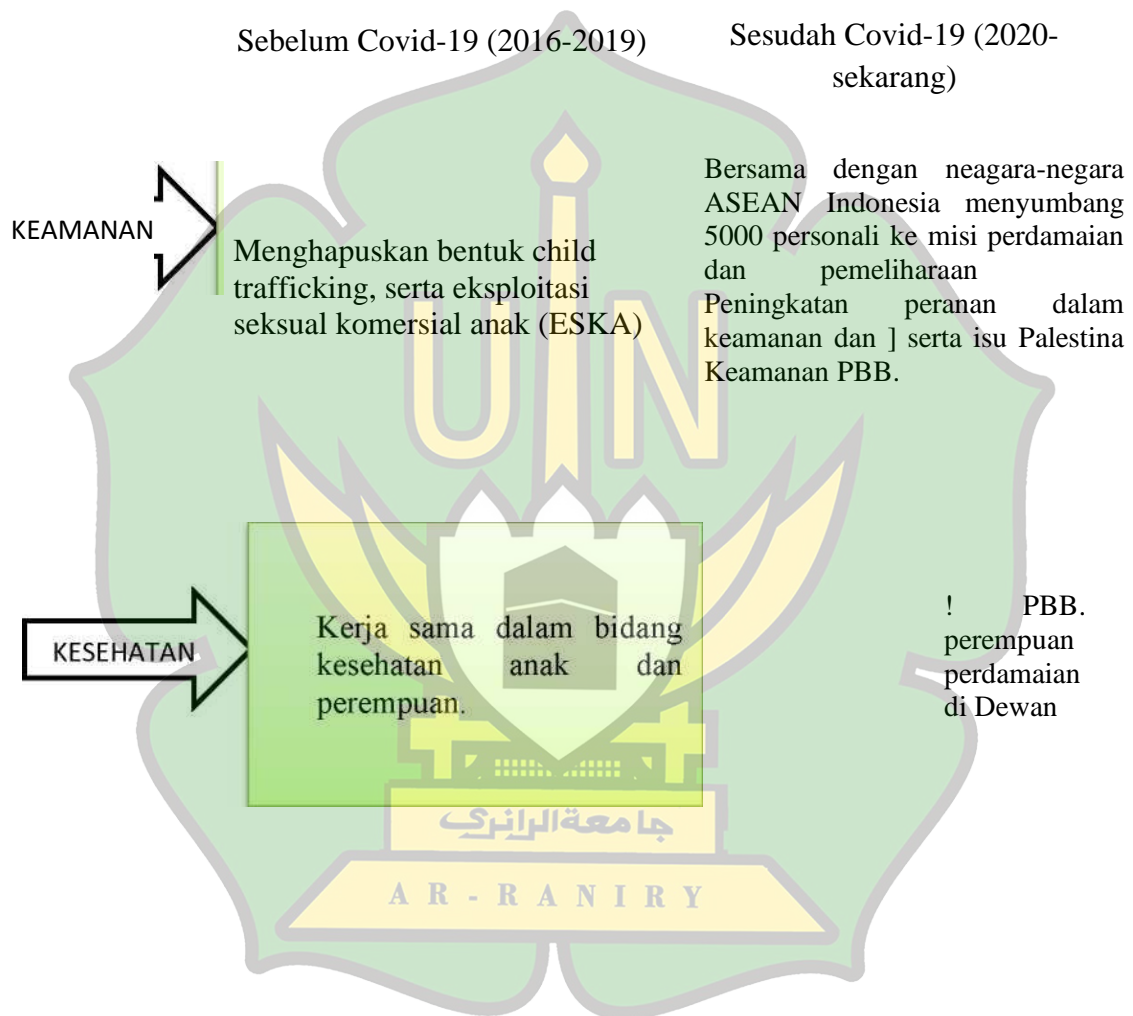 Sebelum Covid-19 (2016-2019)
Sesudah Covid-19 (2020-
sekarang)
KEAMANAN
Menghapuskan bentuk child
trafficking, serta eksploitasi
seksual komersial anak (ESKA)
Bersama dengan neagara-negara
ASEAN Indonesia menyumbang
5000 personali ke misi perdamaian
dan pemeliharaan
Peningkatan peranan dalam
keamanan dan ] serta isu Palestina
Keamanan PBB.
UIN
KESEHATAN
Kerja sama dalam bidang
kesehatan anak dan
perempuan.
! PBB.
perempuan
perdamaian
di Dewan
جامعة الرانري
AR-RANIRY